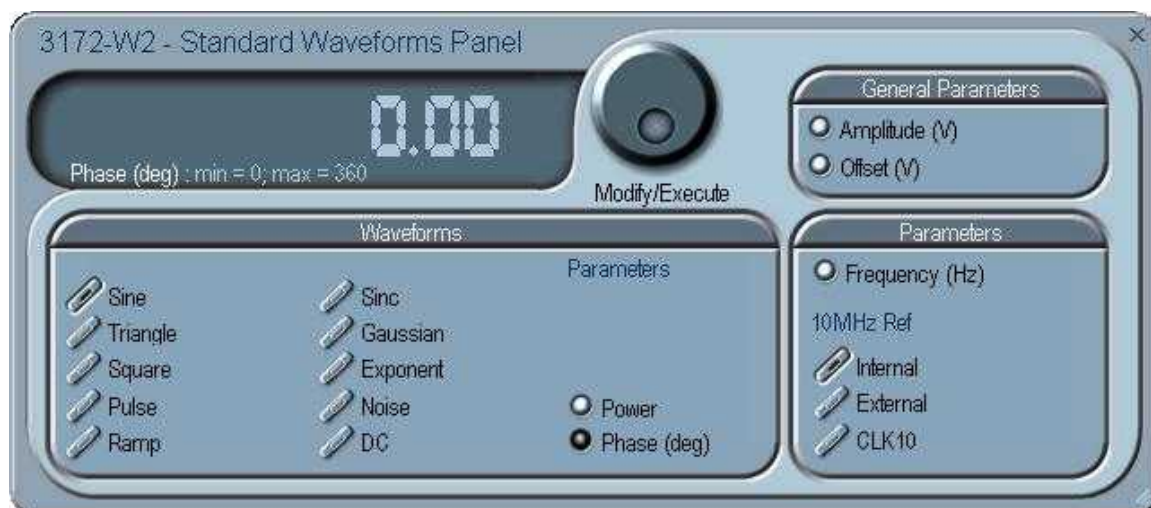 3172-W2 - Standard Waveforms Panel
0.00
Phase (deg) : min = 0; max = 360
Modify/Execute
General Parameters
Amplitude (V)
Offset (V)
Waveforms
Sine
Triangle
Square
Pulse
Ramp
Sinc
Gaussian
Exponent
Noise
DC
Parameters
Power
Phase (deg)
Parameters
Frequency (Hz)
10MHz Ref
Internal
External
CLK10